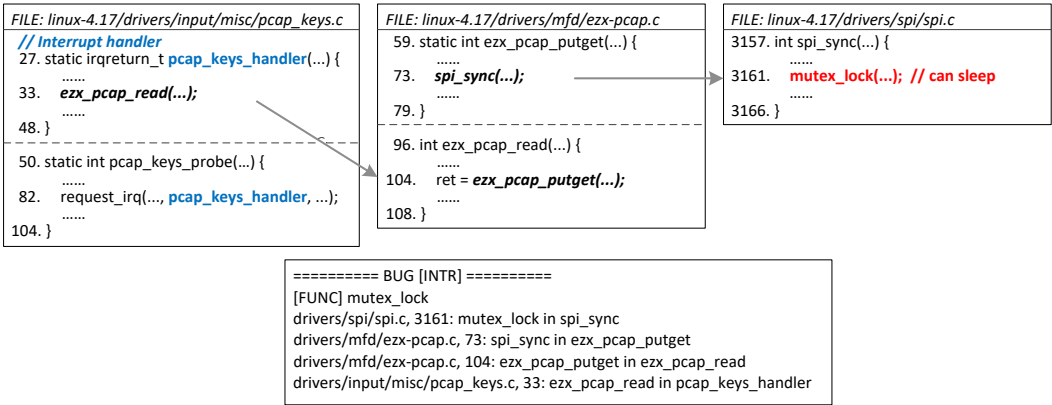 FILE: linux-4.17/drivers/input/misc/pcap_keys.c
// Interrupt handler
27. static irqreturn_t pcap_keys_handler(...) {
......
33. ezx_pcap_read(...);
......
48. }
50. static int pcap_keys_probe(...) {
......
82. request_irq(..., pcap_keys_handler, ...);
......
104. }
FILE: linux-4.17/drivers/mfd/ezx-pcap.c
59. static int ezx_pcap_putget(...) {
......
73. spi_sync(...);
......
79. }
96. int ezx_pcap_read(...) {
......
104. ret = ezx_pcap_putget(...);
......
108. }
FILE: linux-4.17/drivers/spi/spi.c
3157. int spi_sync(...) {
......
3161. mutex_lock(...); // can sleep
......
3166. }
========== BUG [INTR] ==========
[FUNC] mutex_lock
drivers/spi/spi.c, 3161: mutex_lock in spi_sync
drivers/mfd/ezx-pcap.c, 73: spi_sync in ezx_pcap_putget
drivers/mfd/ezx-pcap.c, 104: ezx_pcap_putget in ezx_pcap_read
drivers/input/misc/pcap_keys.c, 33: ezx_pcap_read in pcap_keys_handler